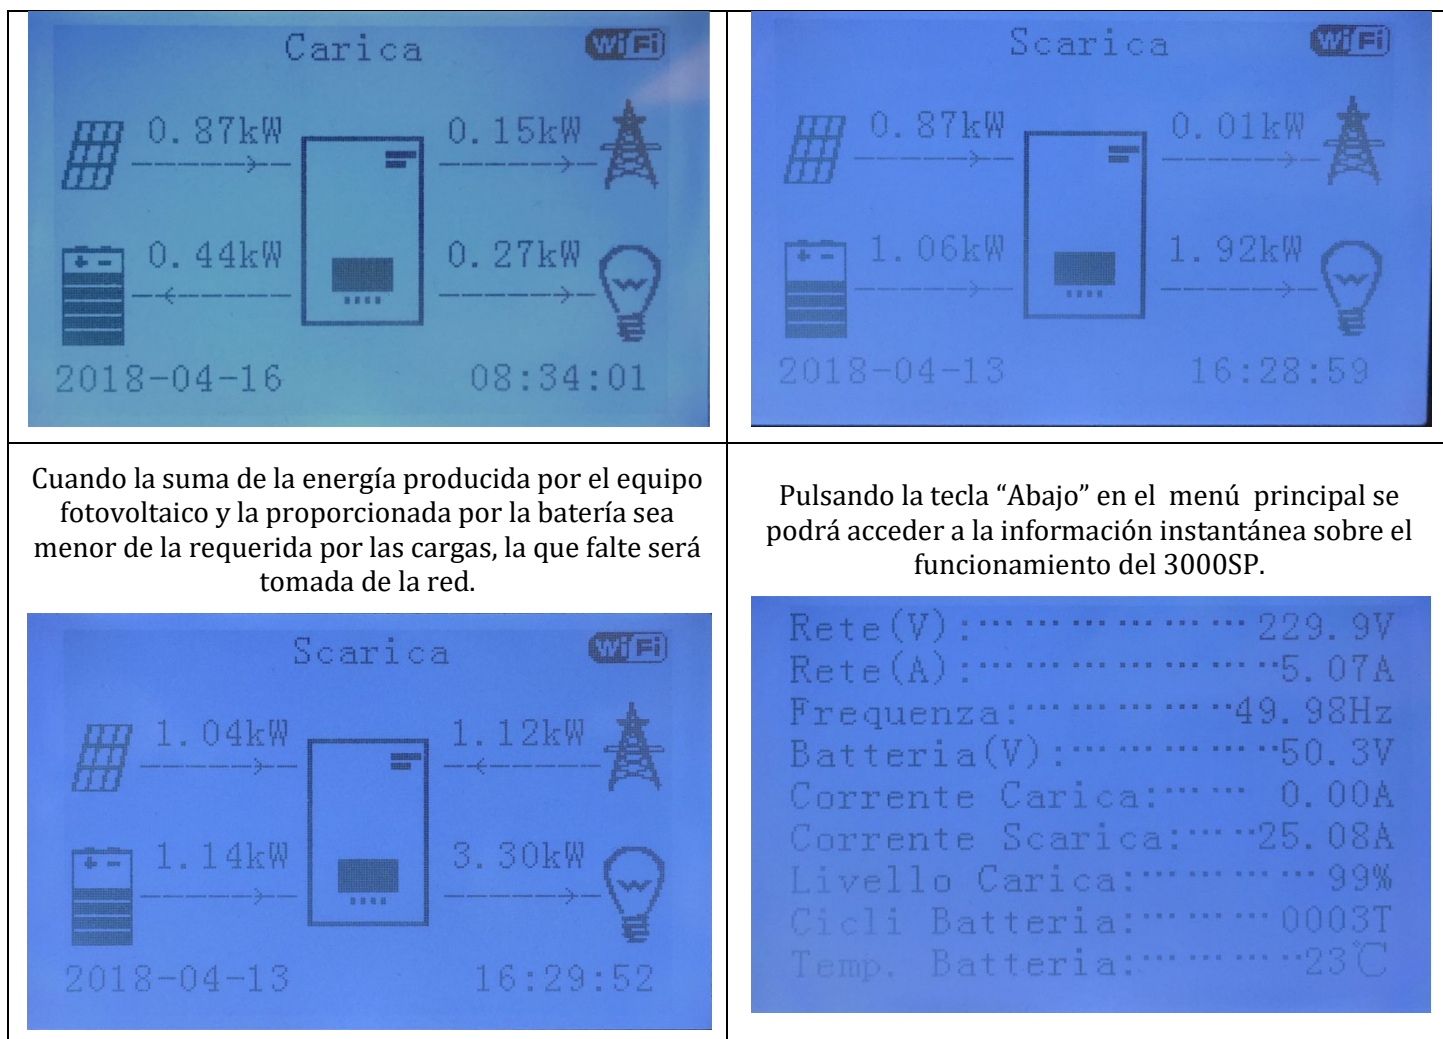 Carica
WiFi
0.87kW
0.15kW
0.44kW
0.27kW
2018-04-16
08:34:01
Scarica
WiFi
0.87kW
0.01kW
1.06kW
1.92kW
2018-04-13
16:28:59
Cuando la suma de la energía producida por el equipo
fotovoltaico y la proporcionada por la batería sea
menor de la requerida por las cargas, la que falte será
tomada de la red.
Scarica
WiFi
1.04kW
1.12kW
1.14kW
3.30kW
2018-04-13
16:29:52
Pulsando la tecla “Abajo” en el menú principal se
podrá acceder a la información instantánea sobre el
funcionamiento del 3000SP.
Rete(V):………………………229.9V
Rete(A):…………………………5.07A
Frequenza:…………………49.98Hz
Batteria(V):…………………50.3V
Corrente Carica:…… 0.00A
Corrente Scarica:……25.08A
Livello Carica:……………99%
Cicli Batteria:…………0003T
Temp. Batteria:……………23℃